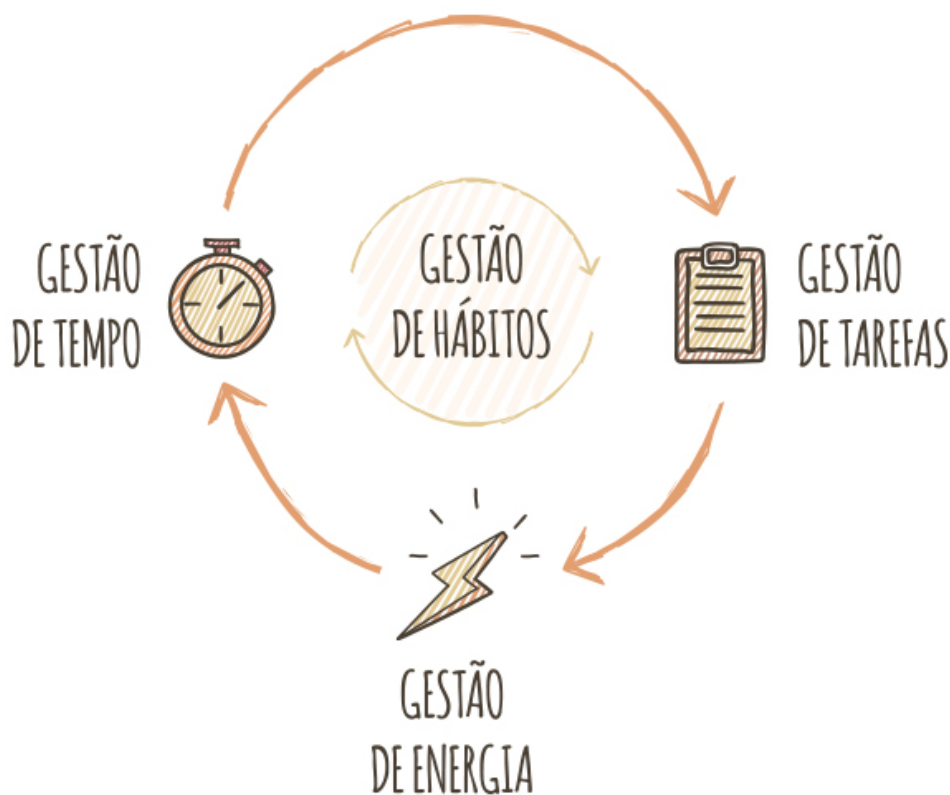 GESTÃO
DE TEMPO
GESTÃO
DE HÁBITOS
GESTÃO
DE TAREFAS
GESTÃO
DE ENERGIA